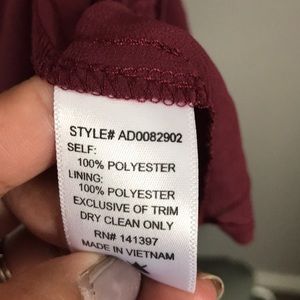 STYLE# AD0082902
SELF:
100% POLYESTER
LINING:
100% POLYESTER
EXCLUSIVE OF TRIM
DRY CLEAN ONLY
RN# 141397
MADE IN VIETNAM